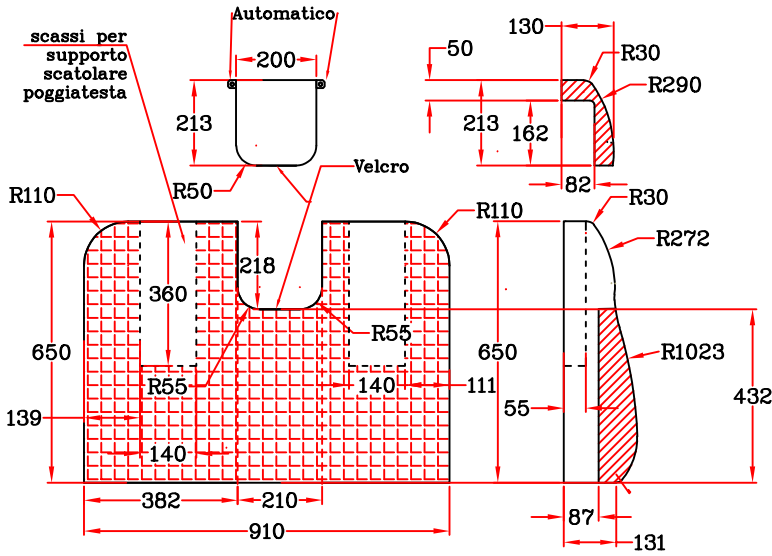 Automatico
130
scassi per
supporto
scatolare
poggiatesta
200
50
R30
R290
213
213
162
Velcro
R50
82
R110
R110
R30
R272
218
360
650
R55
650
R1023
R55
140
111
432
139
55
140
382
210
87
910
131